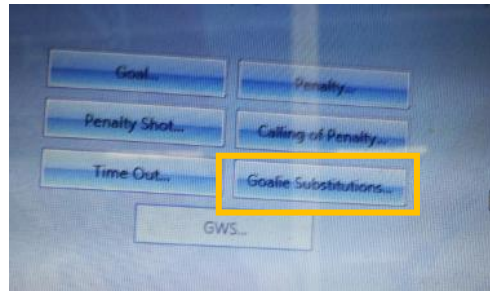 Goal...
Penalty...
Penalty Shot...
Calling of Penalty...
Time Out...
Goalie Substitutions...
GWS...